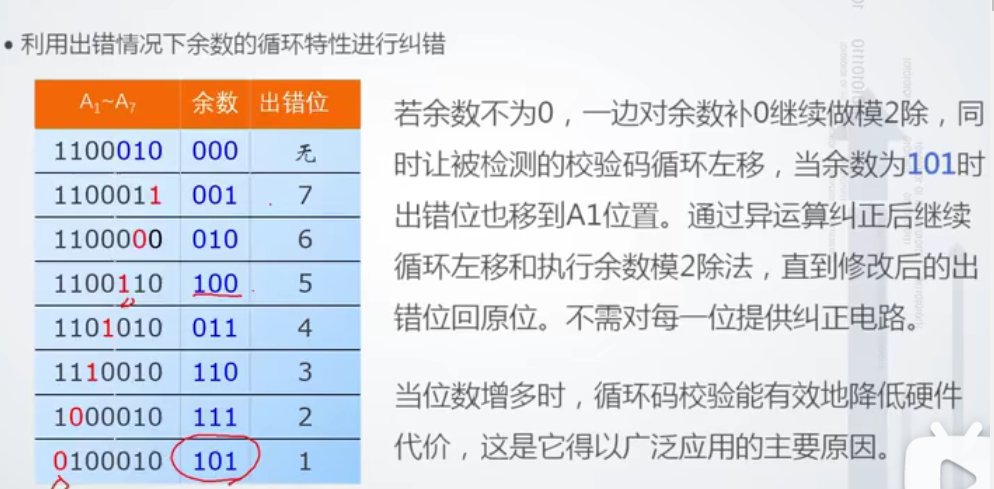 • 利用出错情况下余数的循环特性进行纠错
A₁~A₇ 余数 出错位
1100010 000 无
1100011 001 7
1100000 010 6
1100110 100 5
1101010 011 4
1110010 110 3
1000010 111 2
0100010 101 1
若余数不为0，一边对余数补0继续做模2除，同
时让被检测的校验码循环左移，当余数为101时
出错位也移到A1位置。通过异运算纠正后继续
循环左移和执行余数模2除法，直到修改后的出
错位回原位。不需对每一位提供纠正电路。
当位数增多时，循环码校验能有效地降低硬件
代价，这是它得以广泛应用的主要原因。